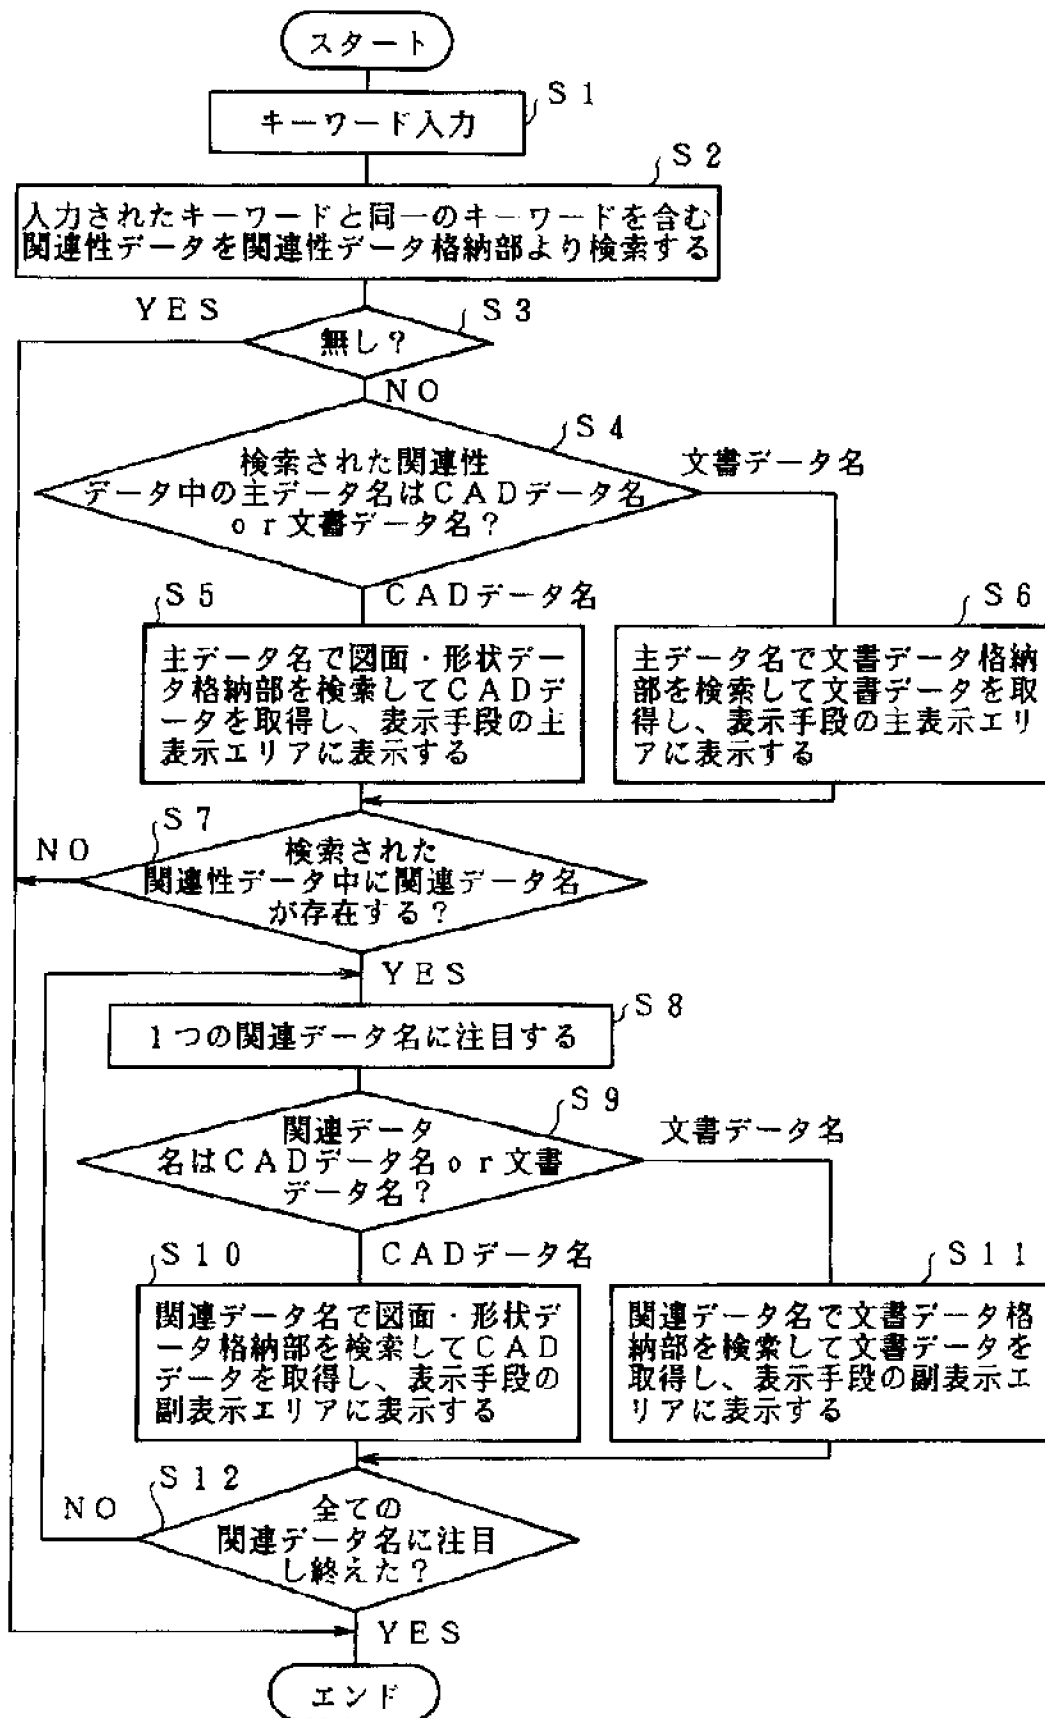 スタート
S1
キーワード入力
S2
入力されたキーワードと同一のキーワードを含む
関連性データを関連性データ格納部より検索する
YES
S3
無し?
NO
S4
検索された関連性
データ中の主データ名はCADデータ名
or文書データ名?
文書データ名
CADデータ名
S5
主データ名で図面・形状デー
タ格納部を検索してCADデ
ータを取得し、表示手段の主
表示エリアに表示する
S6
主データ名で文書データ格納
部を検索して文書データを取
得し、表示手段の主表示エリ
アに表示する
S7
NO
検索された
関連性データ中に関連データ名
が存在する?
YES
S8
1つの関連データ名に注目する
S9
関連データ
名はCADデータ名or文書
データ名?
文書データ名
CADデータ名
S10
関連データ名で図面・形状デ
ータ格納部を検索してCAD
データを取得し、表示手段の
副表示エリアに表示する
S11
関連データ名で文書データ格
納部を検索して文書データを
取得し、表示手段の副表示エ
リアに表示する
S12
NO
全ての
関連データ名に注目
し終えた?
YES
エンド